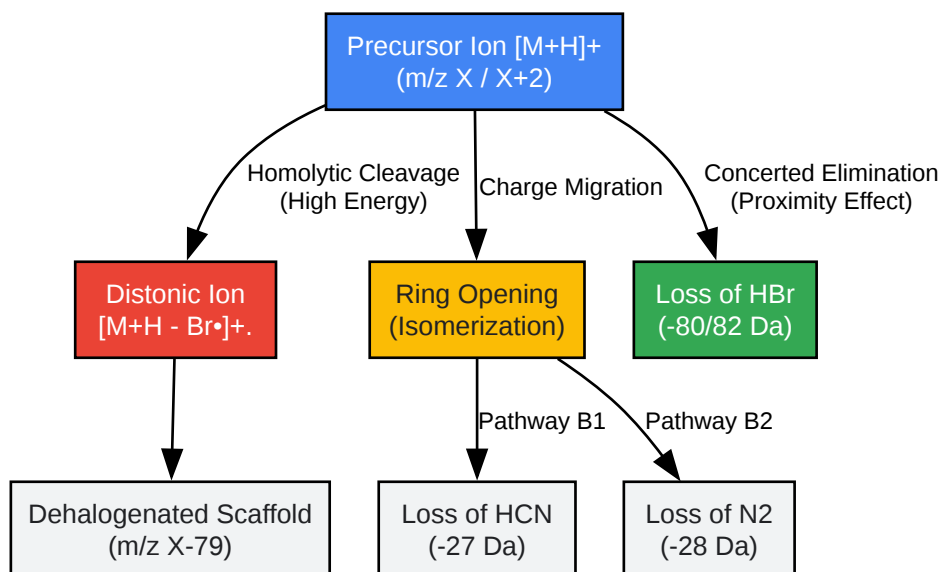 Precursor Ion [M+H]+
(m/z X / X+2)
Homolytic Cleavage
(High Energy)
Charge Migration
Concerted Elimination
(Proximity Effect)
Distonic Ion
[M+H - Br•]+.
Ring Opening
(Isomerization)
Loss of HBr
(-80/82 Da)
Pathway B1
Pathway B2
Dehalogenated Scaffold
(m/z X-79)
Loss of HCN
(-27 Da)
Loss of N2
(-28 Da)